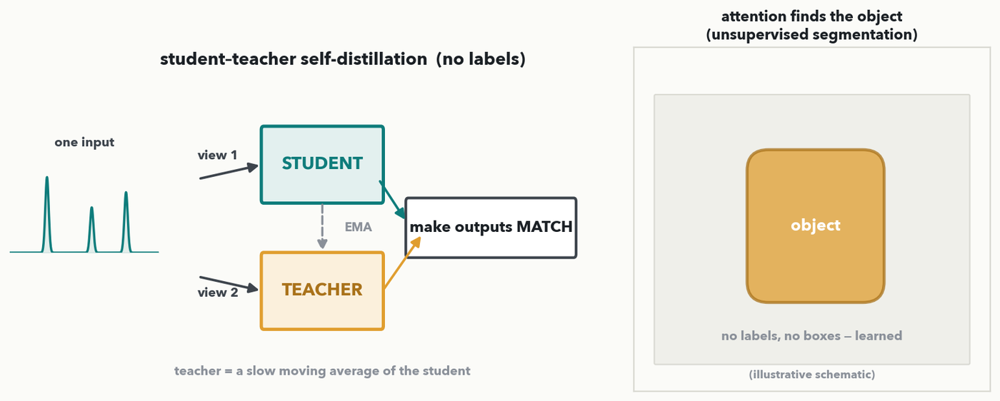 student–teacher self-distillation (no labels)
one input
view 1
STUDENT
EMA
make outputs MATCH
view 2
TEACHER
teacher = a slow moving average of the student
attention finds the object
(unsupervised segmentation)
object
no labels, no boxes — learned
(illustrative schematic)